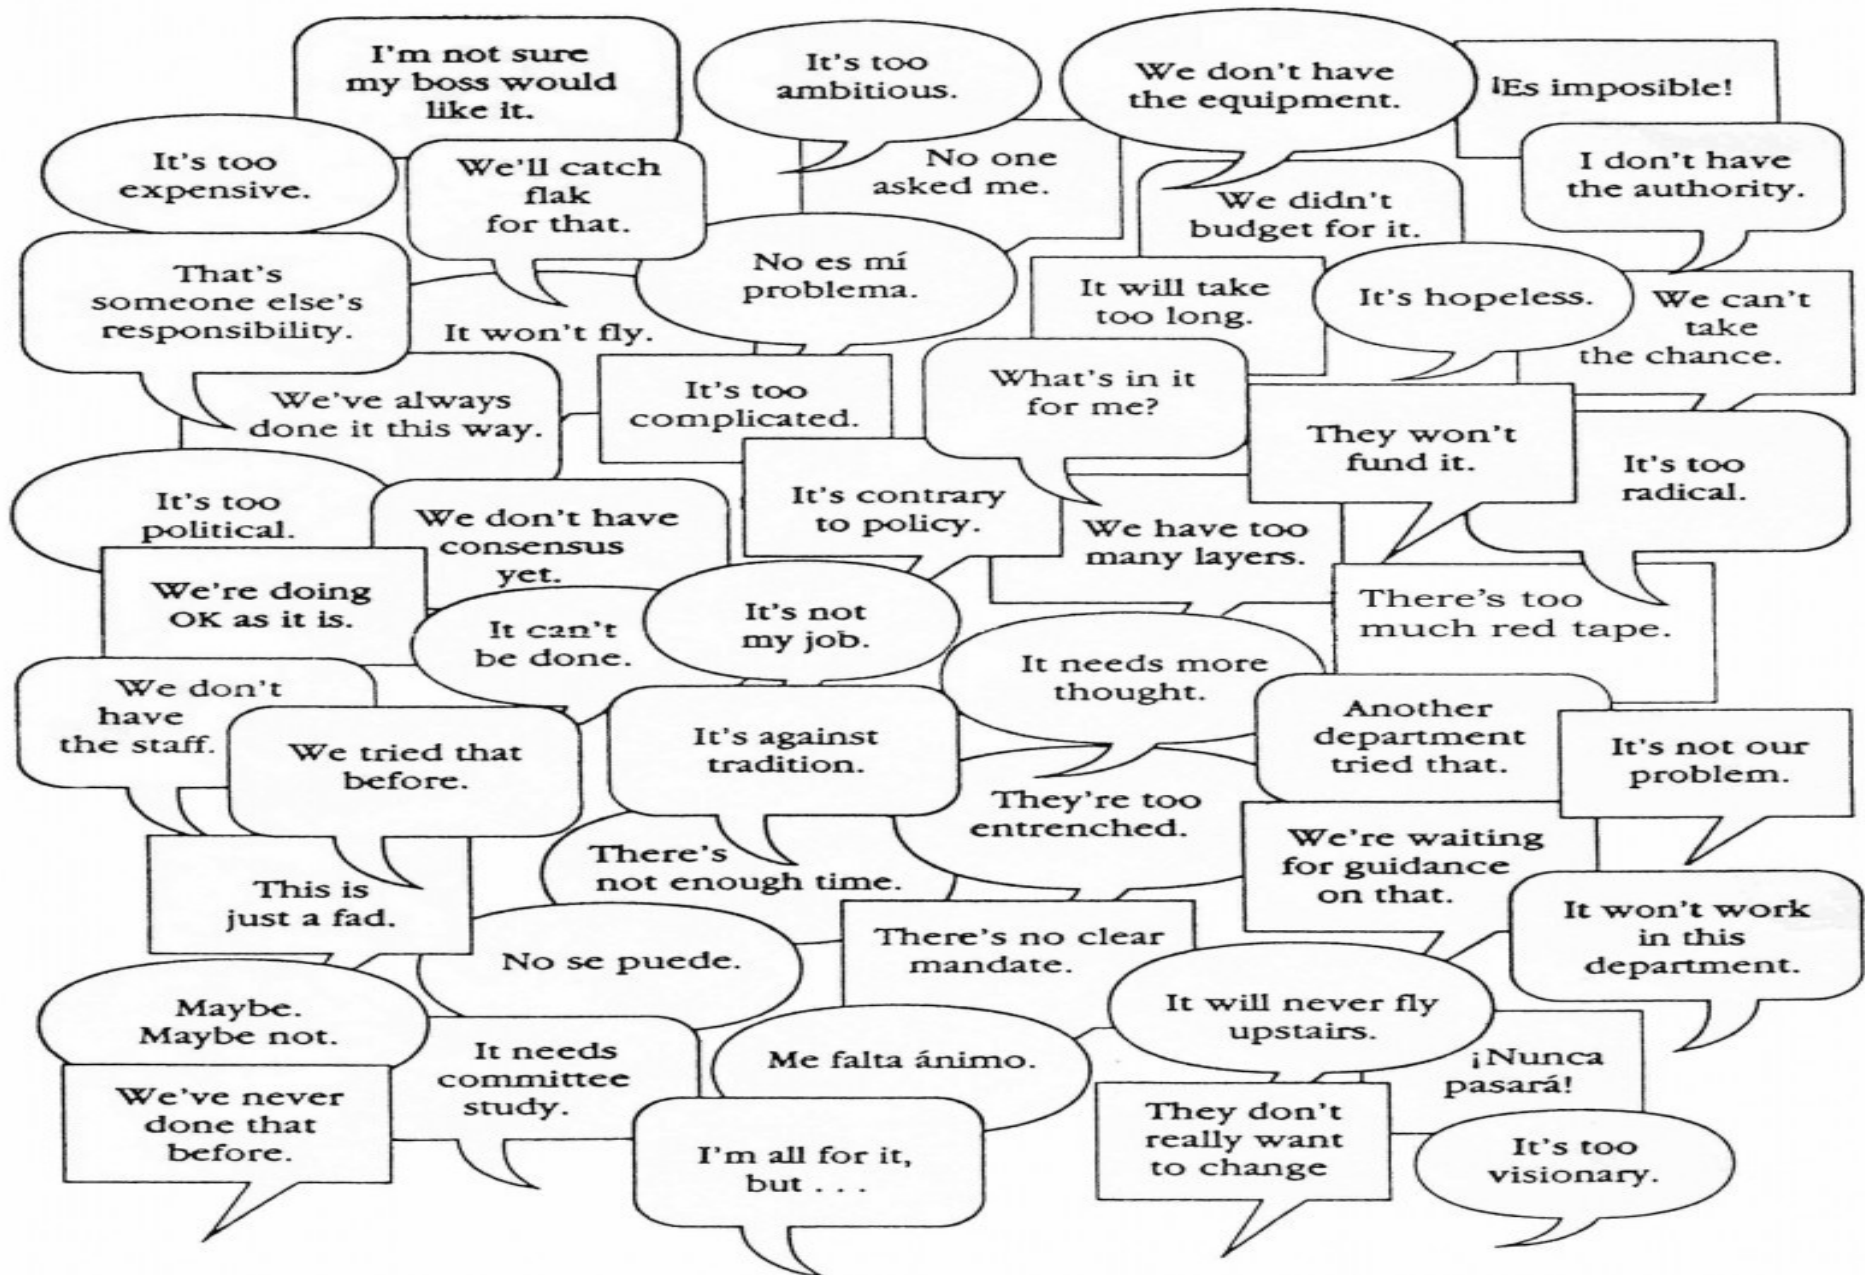 I'm not sure
my boss would
like it.
It's too
ambitious.
We don't have
the equipment.
¡Es imposible!
It's too
expensive.
We'll catch
flak
for that.
No one
asked me.
We didn't
budget for it.
I don't have
the authority.
That's
someone else's
responsibility.
It won't fly.
No es mí
problema.
It will take
too long.
It's hopeless.
We can't
take
the chance.
We've always
done it this way.
It's too
complicated.
What's in it
for me?
They won't
fund it.
It's too
radical.
It's too
political.
We don't have
consensus
yet.
It's contrary
to policy.
We have too
many layers.
We're doing
OK as it is.
It can't
be done.
It's not
my job.
It needs more
thought.
There's too
much red tape.
We don't
have
the staff.
We tried that
before.
It's against
tradition.
They're too
entrenched.
Another
department
tried that.
It's not our
problem.
This is
just a fad.
There's
not enough time.
We're waiting
for guidance
on that.
It won't work
in this
department.
No se puede.
There's no clear
mandate.
It will never fly
upstairs.
Maybe.
Maybe not.
It needs
committee
study.
Me falta ánimo.
¡Nunca
pasará!
We've never
done that
before.
I'm all for it,
but . . .
They don't
really want
to change
It's too
visionary.